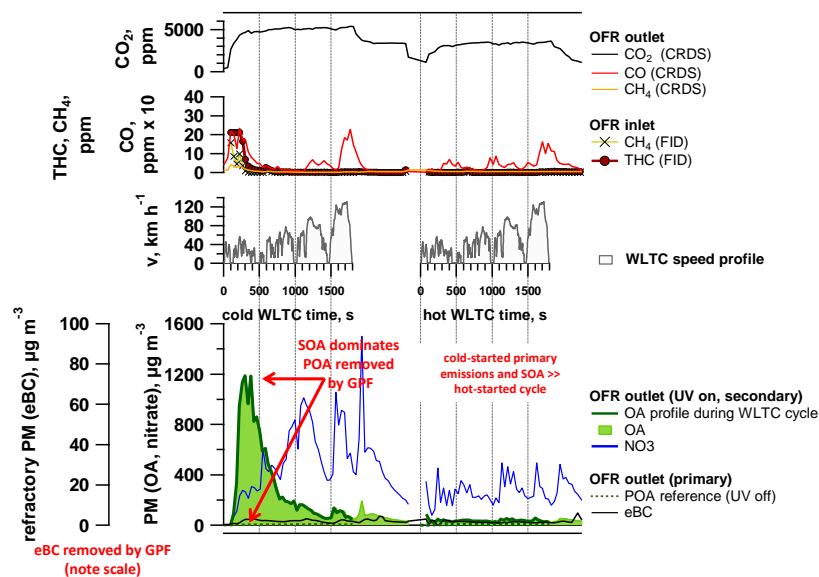 CO2, ppm
5000
0
THC, CH4, ppm
CO, ppm x 10
40
30
20
10
0
v, km h-1
120
80
40
0
0
500
1000
1500
0
500
1000
1500
cold WLTC time, s
hot WLTC time, s
refractory PM (eBC), µg m-3
100
80
60
40
20
0
PM (OA, nitrate), µg m-3
1600
1200
800
400
0
SOA dominates
POA removed
by GPF
cold-started primary
emissions and SOA >>
hot-started cycle
eBC removed by GPF
(note scale)
OFR outlet
CO2 (CRDS)
CO (CRDS)
CH4 (CRDS)
OFR inlet
CH4 (FID)
THC (FID)
WLTC speed profile
OFR outlet (UV on, secondary)
OA profile during WLTC cycle
OA
NO3
OFR outlet (primary)
POA reference (UV off)
eBC